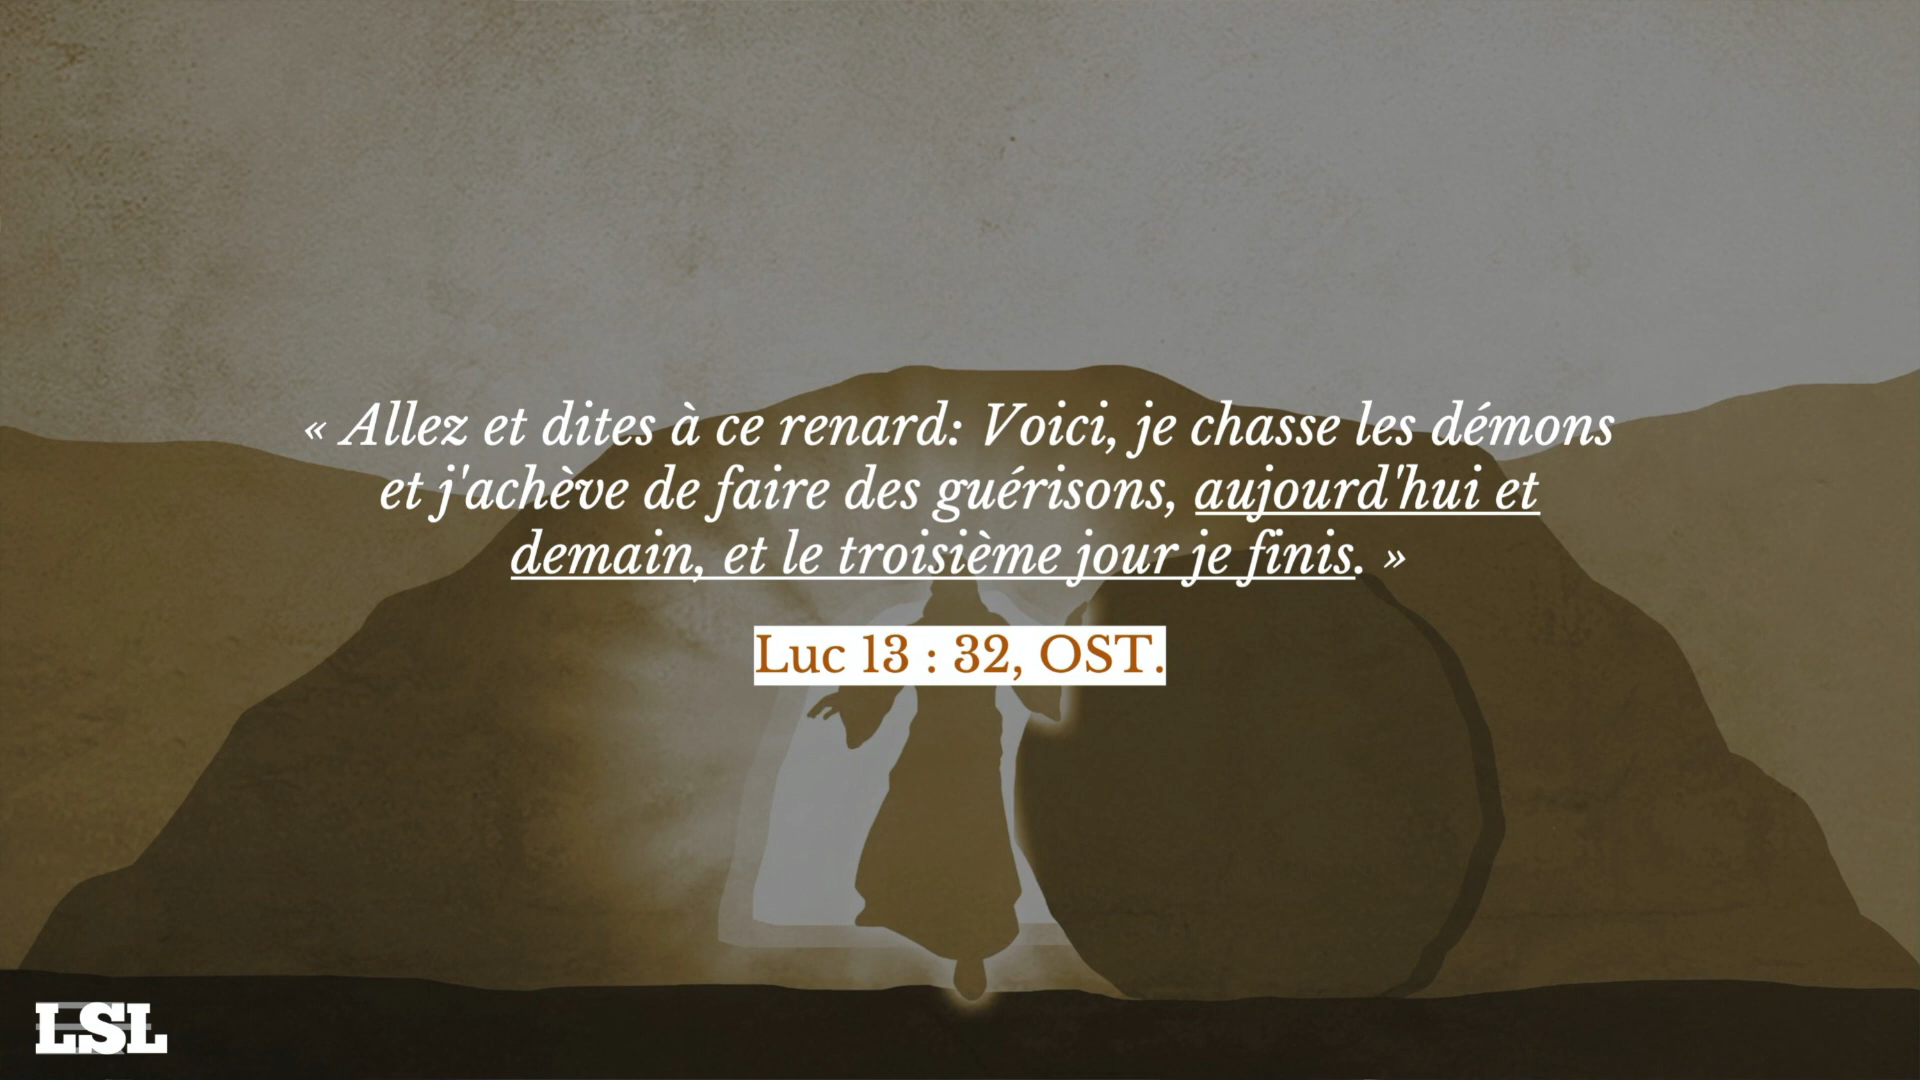 « Allez et dites à ce renard: Voici, je chasse les démons
et j'achève de faire des guérisons, aujourd'hui et
demain, et le troisième jour je finis. »
Luc 13 : 32, OST.
LSL